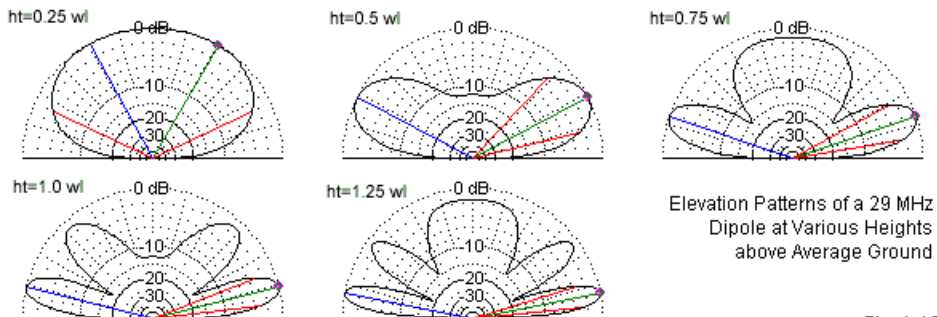 ht=0.25 wl
0 dB
-10
-20
-30
ht=0.5 wl
0 dB
-10
-20
-30
ht=0.75 wl
0 dB
-10
-20
-30
ht=1.0 wl
0 dB
-10
-20
-30
ht=1.25 wl
0 dB
-10
-20
-30
Elevation Patterns of a 29 MHz
Dipole at Various Heights
above Average Ground